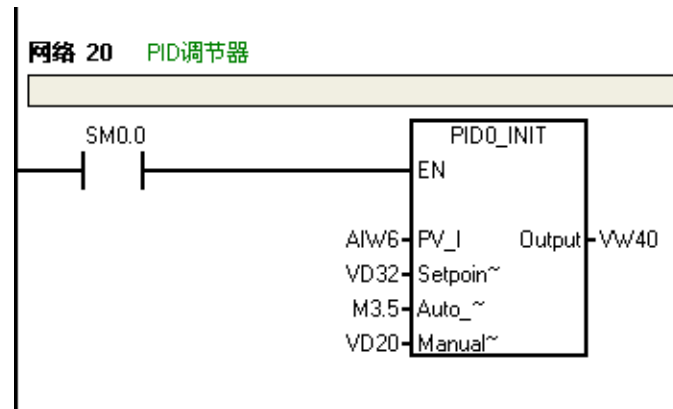 网络 20 PID调节器
SM0.0
PID0_INIT
EN
AIW6 PV_I Output VW40
VD32 Setpoin~
M3.5 Auto_~
VD20 Manual~